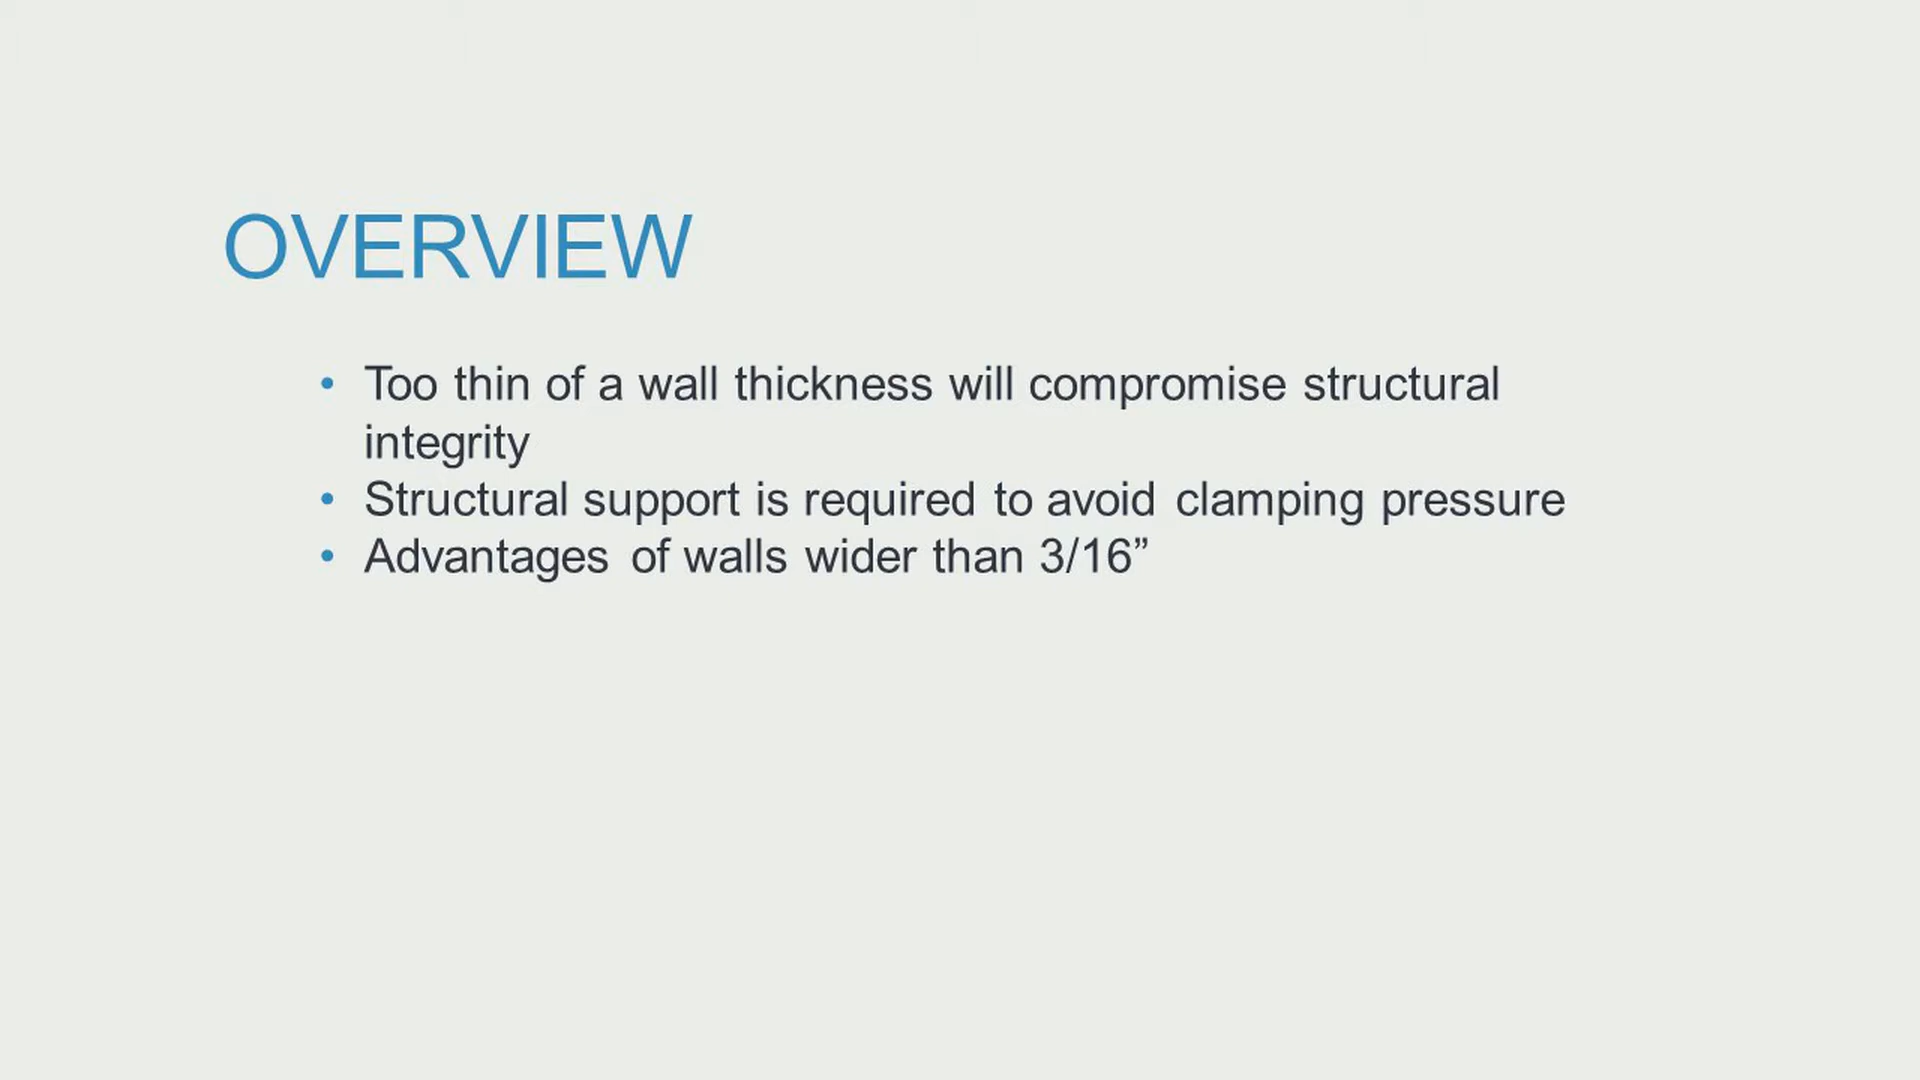 OVERVIEW
• Too thin of a wall thickness will compromise structural
integrity
• Structural support is required to avoid clamping pressure
• Advantages of walls wider than 3/16”